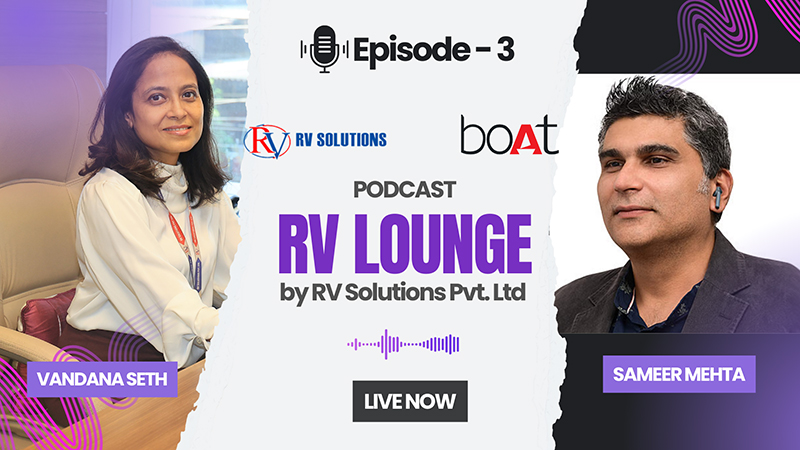 Episode - 3
RV RV SOLUTIONS
boAt
PODCAST
RV LOUNGE
by RV Solutions Pvt. Ltd
VANDANA SETH
SAMEER MEHTA
LIVE NOW